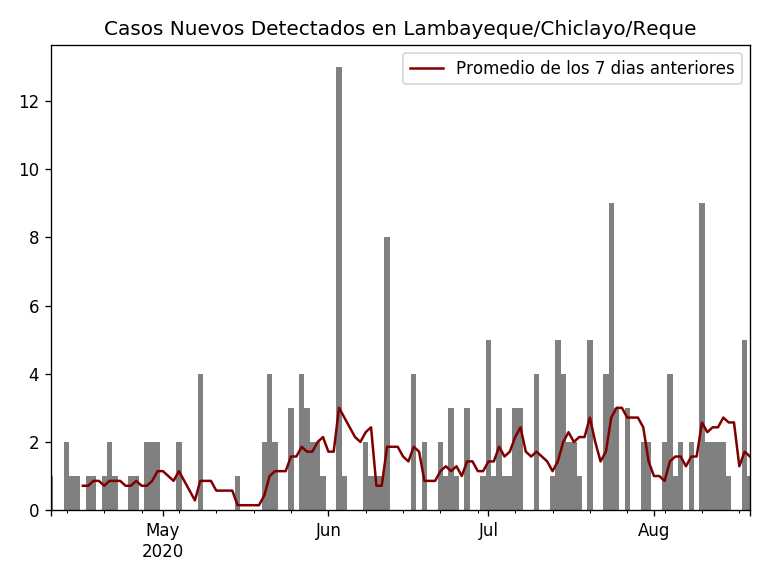 Casos Nuevos Detectados en Lambayeque/Chiclayo/Reque
Promedio de los 7 dias anteriores
12
10
8
6
4
2
0
May
2020
Jun
Jul
Aug